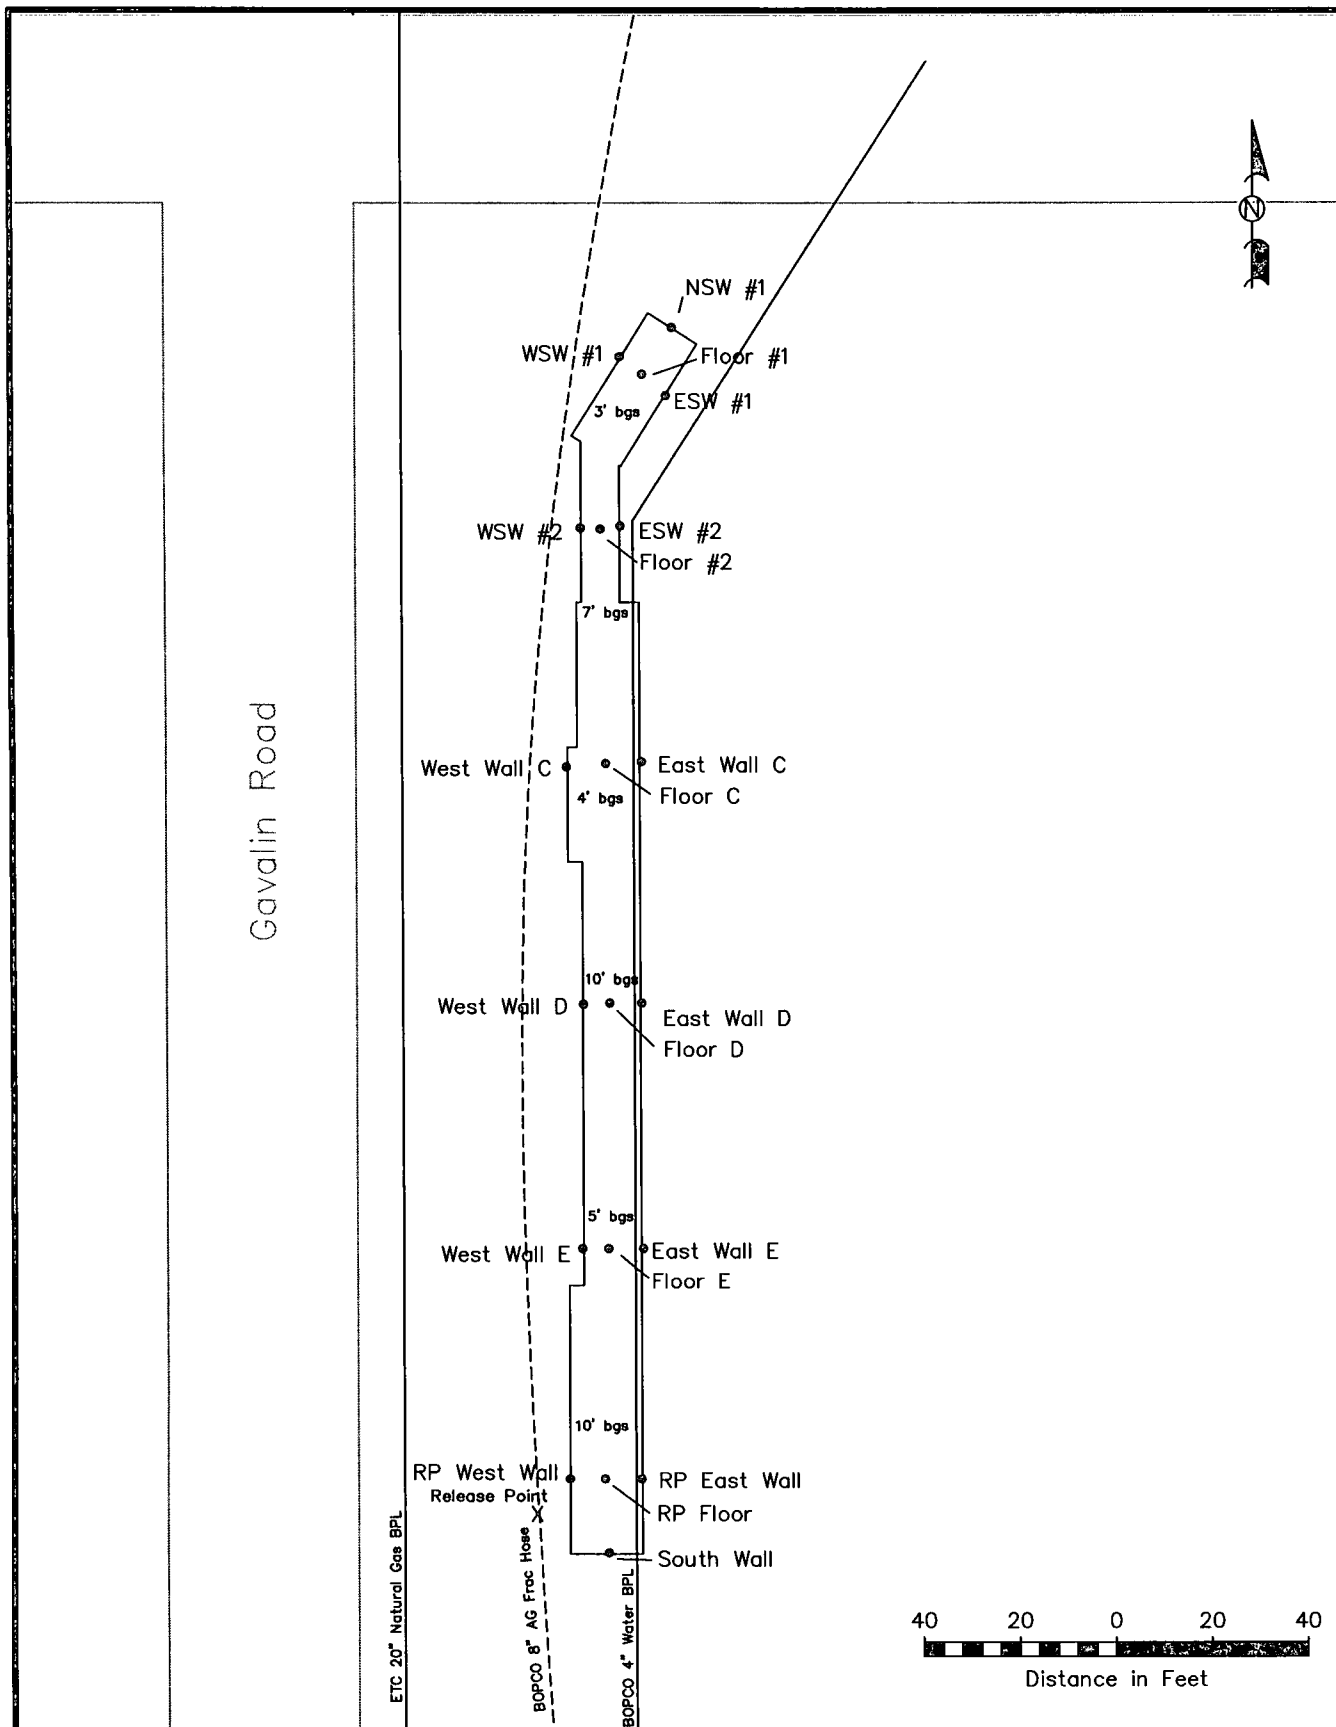 N
NSW #1
WSW #1
Floor #1
ESW #1
3' bgs
WSW #2
ESW #2
Floor #2
7' bgs
Gavalin Road
West Wall C
East Wall C
Floor C
4' bgs
10' bgs
West Wall D
East Wall D
Floor D
5' bgs
West Wall E
East Wall E
Floor E
10' bgs
RP West Wall
RP East Wall
Release Point
X
RP Floor
South Wall
ETC 20" Natural Gas BPL
BOPCO 8" AG Frac Hose
BOPCO 4" Water BPL
40 20 0 20 40
Distance in Feet